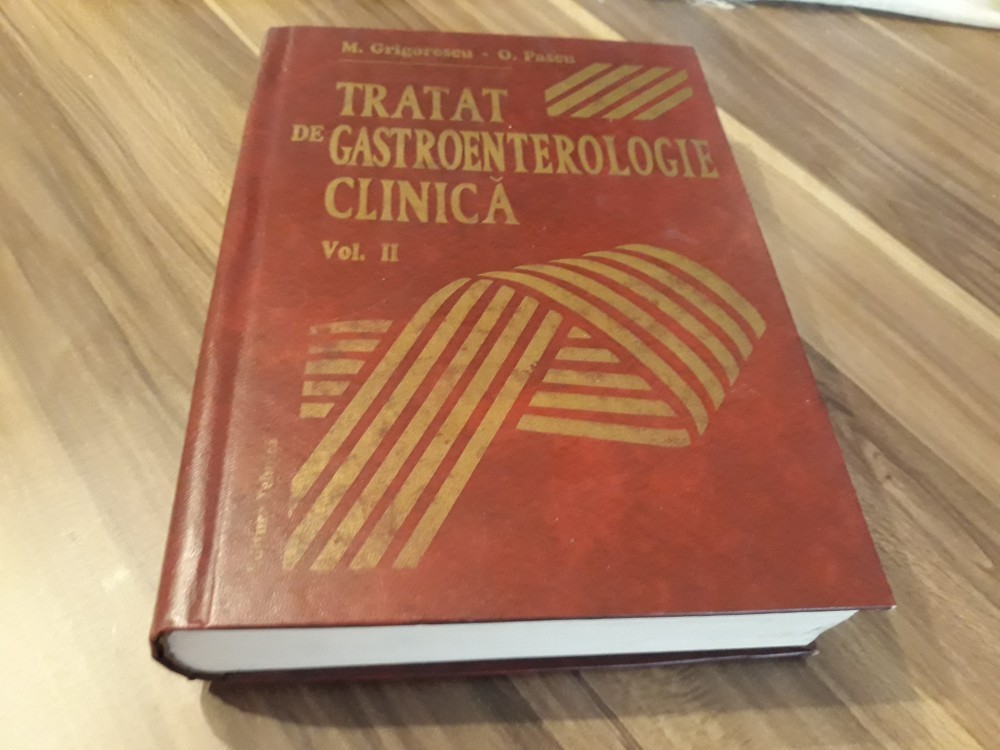 M. Grigorescu - O. Pascu
TRATAT
DE GASTROENTEROLOGIE
CLINICĂ
Vol. II